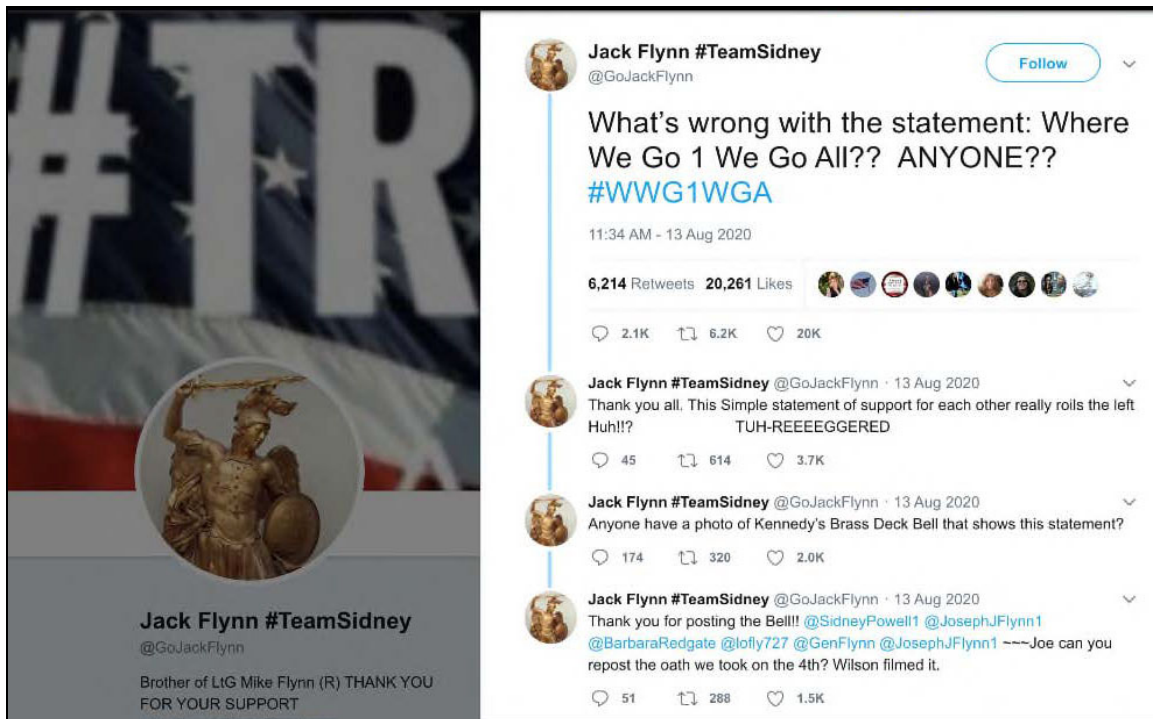 #TR
Jack Flynn #TeamSidney
@GoJackFlynn
Brother of LtG Mike Flynn (R) THANK YOU
FOR YOUR SUPPORT
Jack Flynn #TeamSidney
@GoJackFlynn
Follow
What's wrong with the statement: Where
We Go 1 We Go All?? ANYONE??
#WWG1WGA
11:34 AM - 13 Aug 2020
6,214 Retweets 20,261 Likes
2.1K 6.2K 20K
Jack Flynn #TeamSidney @GoJackFlynn · 13 Aug 2020
Thank you all. This Simple statement of support for each other really roils the left
Huh!!? TUH-REEEEGGERED
45 614 3.7K
Jack Flynn #TeamSidney @GoJackFlynn · 13 Aug 2020
Anyone have a photo of Kennedy's Brass Deck Bell that shows this statement?
174 320 2.0K
Jack Flynn #TeamSidney @GoJackFlynn · 13 Aug 2020
Thank you for posting the Bell!! @SidneyPowell1 @JosephJFlynn1
@BarbaraRedgate @lofly727 @GenFlynn @JosephJFlynn1 ~~~Joe can you
repost the oath we took on the 4th? Wilson filmed it.
51 288 1.5K